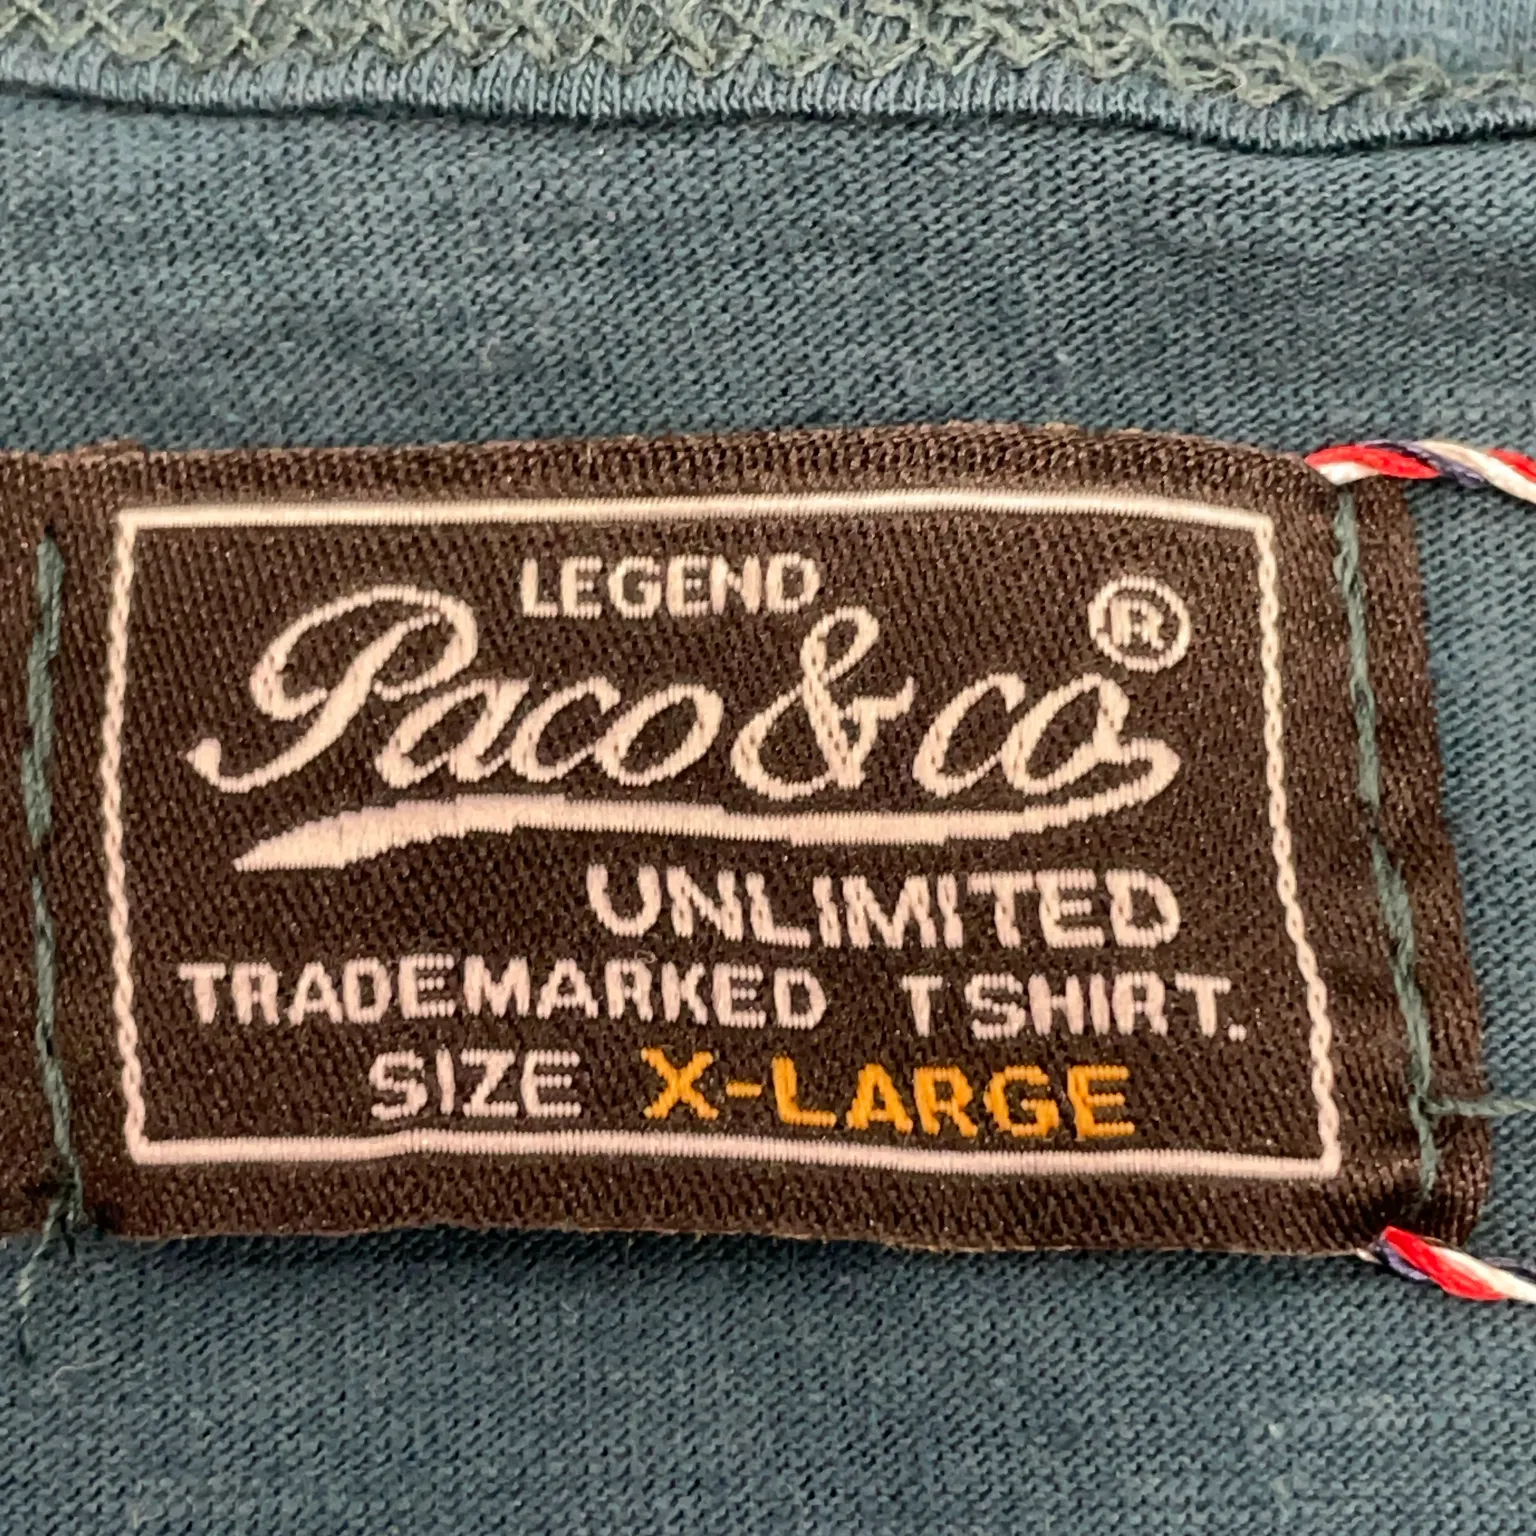 LEGEND
Paco & co ®
UNLIMITED
TRADEMARKED T SHIRT.
SIZE X-LARGE